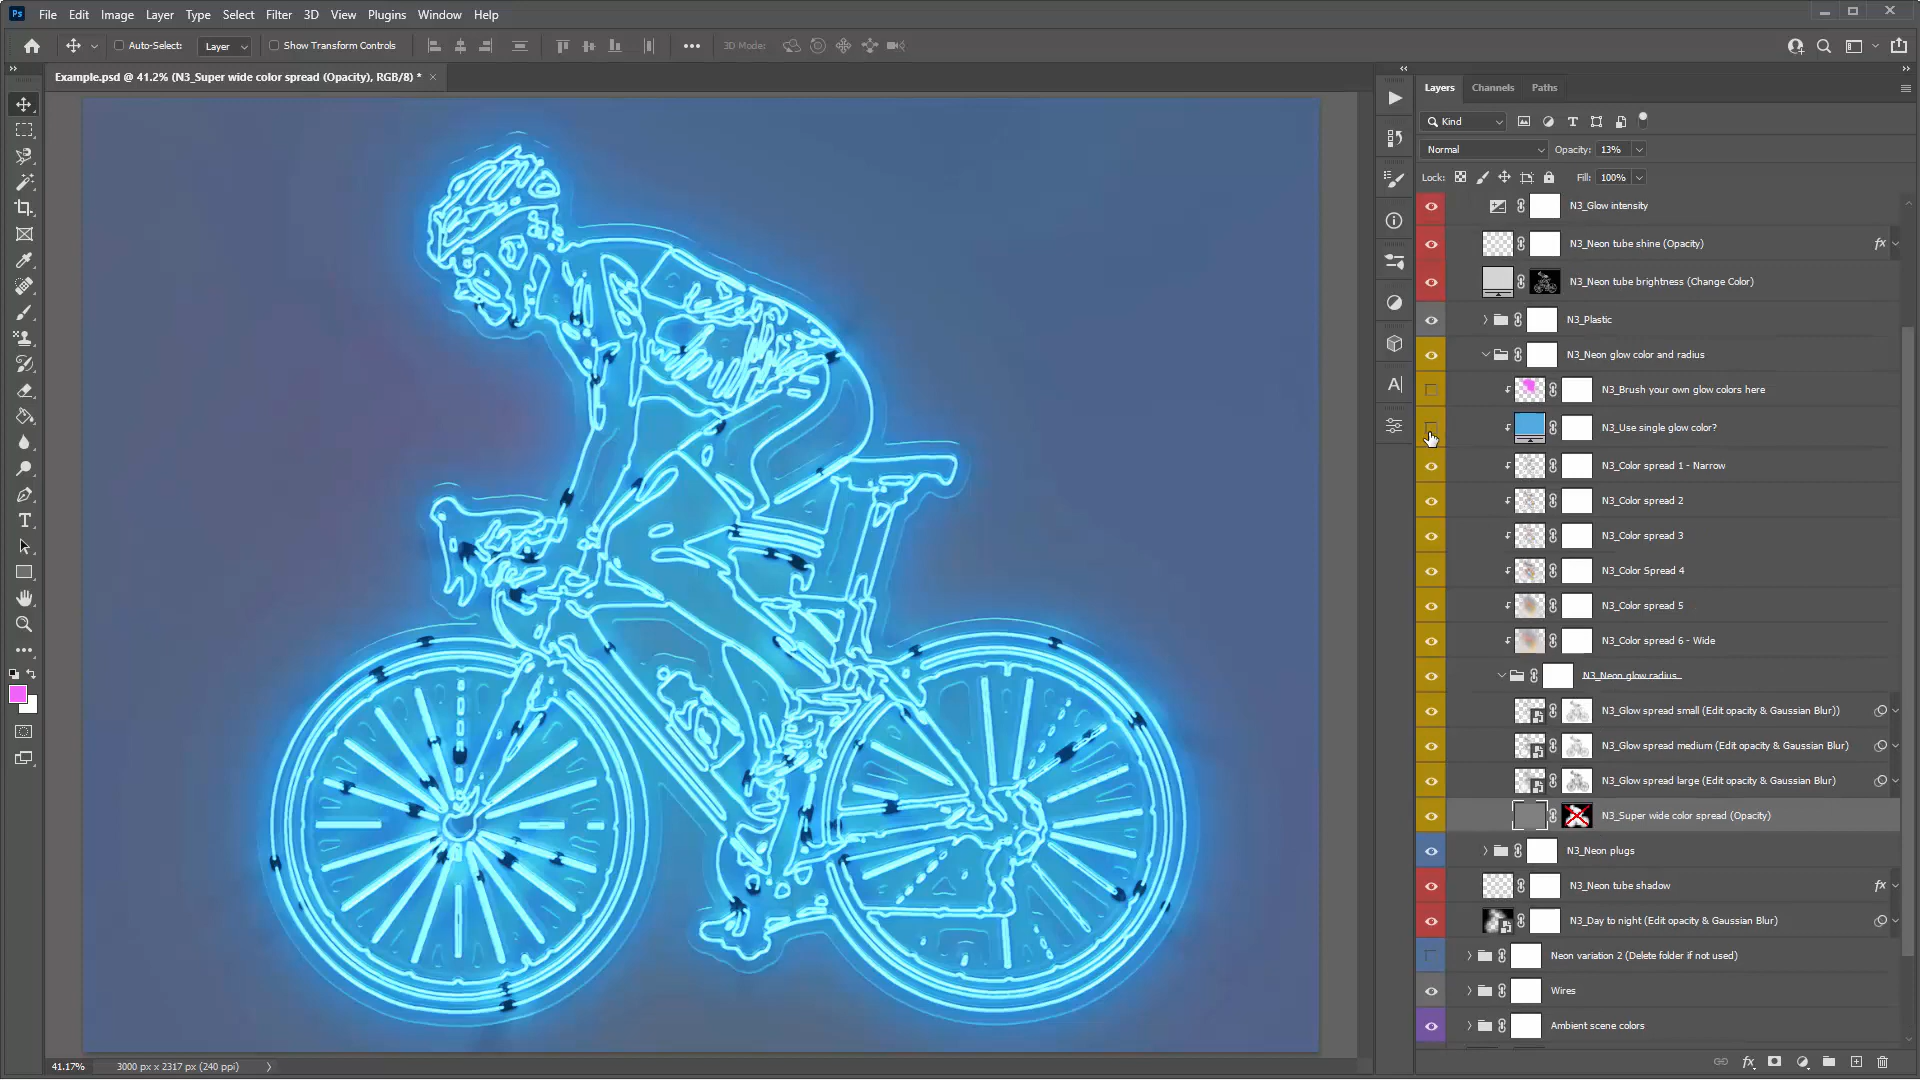 Ps File Edit Image Layer Type Select Filter 3D View Plugins Window Help
Auto-Select: Layer Show Transform Controls 3D Mode:
Example.psd @ 41.2% (N3_Super wide color spread (Opacity), RGB/8) *
Layers Channels Paths
Kind
Normal Opacity: 13%
Lock: Fill: 100%
N3_Glow intensity
N3_Neon tube shine (Opacity) fx
N3_Neon tube brightness (Change Color)
N3_Plastic
N3_Neon glow color and radius
N3_Brush your own glow colors here
N3_Use single glow color?
N3_Color spread 1 - Narrow
N3_Color spread 2
N3_Color spread 3
N3_Color Spread 4
N3_Color spread 5
N3_Color spread 6 - Wide
N3_Neon glow radius
N3_Glow spread small (Edit opacity & Gaussian Blur))
N3_Glow spread medium (Edit opacity & Gaussian Blur)
N3_Glow spread large (Edit opacity & Gaussian Blur)
N3_Super wide color spread (Opacity)
N3_Neon plugs
N3_Neon tube shadow fx
N3_Day to night (Edit opacity & Gaussian Blur)
Neon variation 2 (Delete folder if not used)
Wires
Ambient scene colors
41.17% 3000 px x 2317 px (240 ppi)
fx